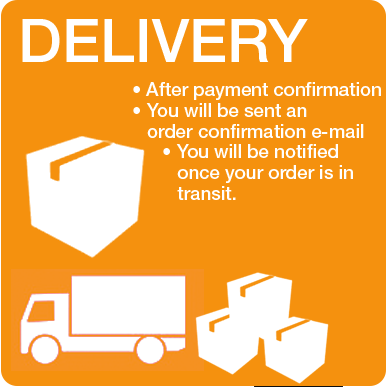 DELIVERY
• After payment confirmation
• You will be sent an
order confirmation e-mail
• You will be notified
once your order is in
transit.